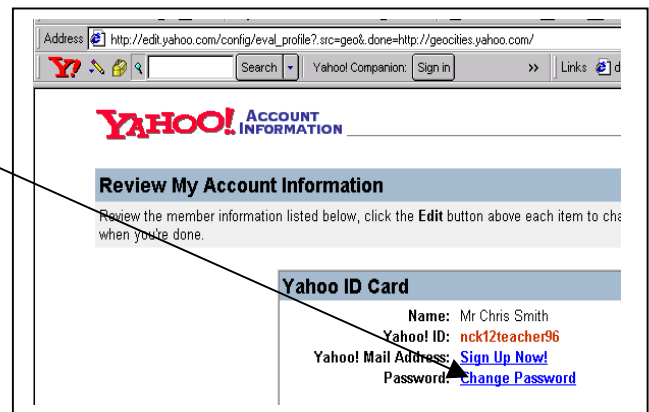 Address http://edit.yahoo.com/config/eval_profile?.src=geo&.done=http://geocities.yahoo.com/
Y! Search Yahoo! Companion: Sign in >> Links d
YAHOO! ACCOUNT INFORMATION
Review My Account Information
Review the member information listed below, click the Edit button above each item to cha
when you're done.
Yahoo ID Card
Name: Mr Chris Smith
Yahoo! ID: nck12teacher96
Yahoo! Mail Address: Sign Up Now!
Password: Change Password